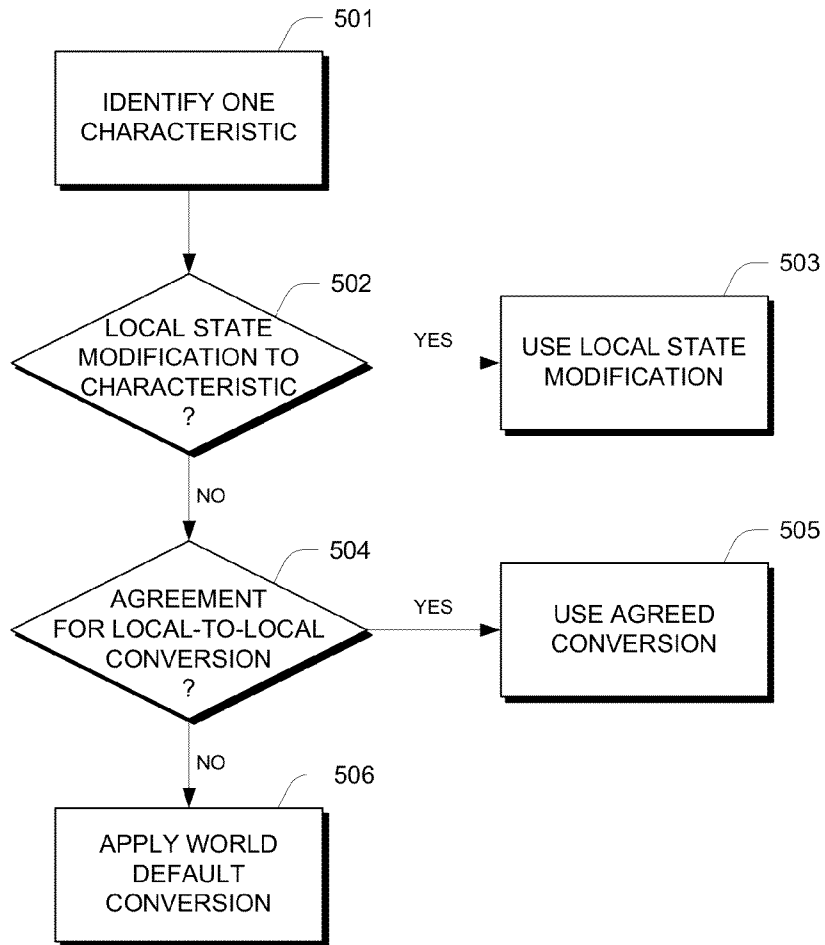 501
IDENTIFY ONE
CHARACTERISTIC
502
LOCAL STATE
MODIFICATION TO
CHARACTERISTIC
?
YES
503
USE LOCAL STATE
MODIFICATION
NO
504
AGREEMENT
FOR LOCAL-TO-LOCAL
CONVERSION
?
YES
505
USE AGREED
CONVERSION
NO
506
APPLY WORLD
DEFAULT
CONVERSION